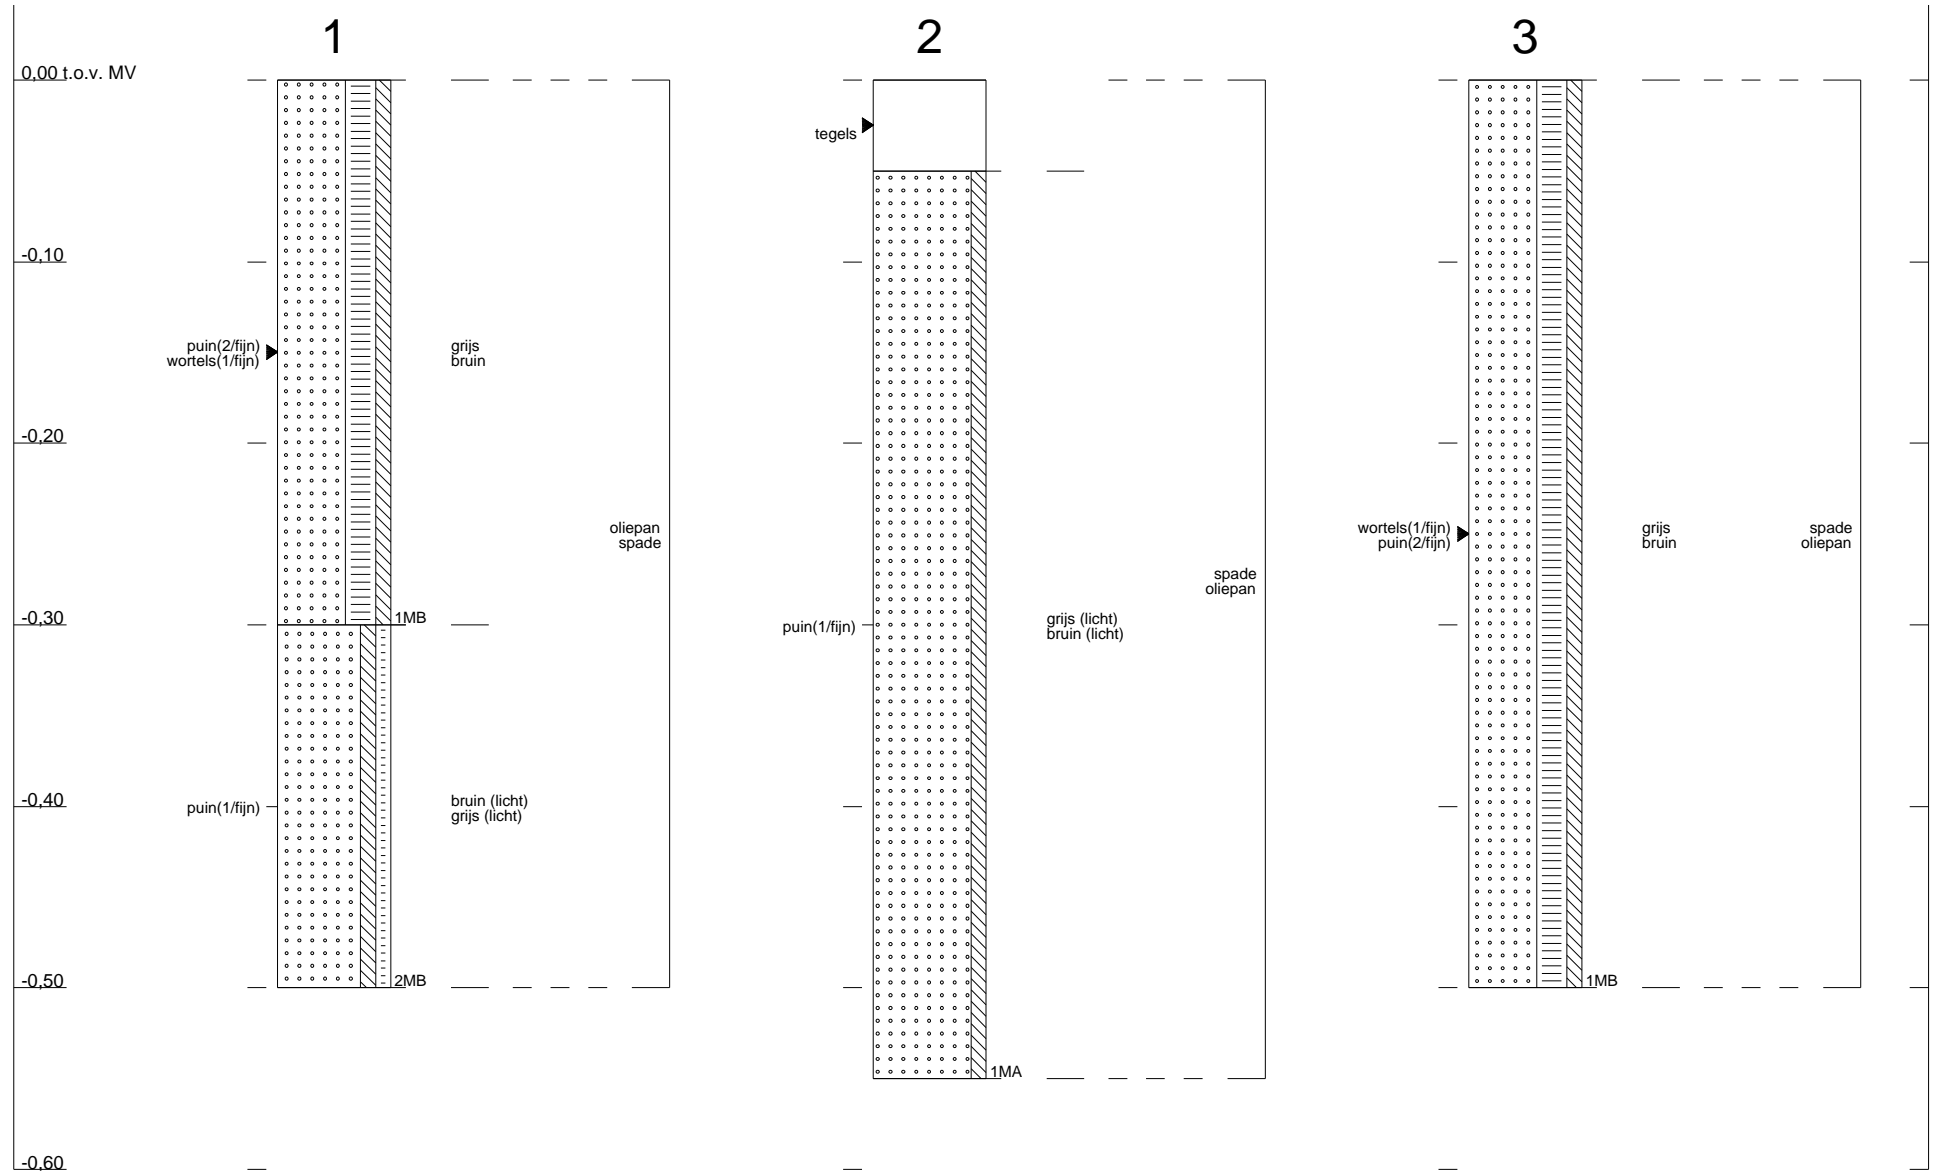 1
2
3
0,00 t.o.v. MV
tegels
-0,10
puin(2/fijn)
wortels(1/fijn)
grijs
bruin
-0,20
oliepan
spade
wortels(1/fijn)
puin(2/fijn)
grijs
bruin
spade
oliepan
spade
oliepan
-0,30
1MB
puin(1/fijn)
grijs (licht)
bruin (licht)
-0,40
puin(1/fijn)
bruin (licht)
grijs (licht)
-0,50
2MB
1MB
1MA
-0,60